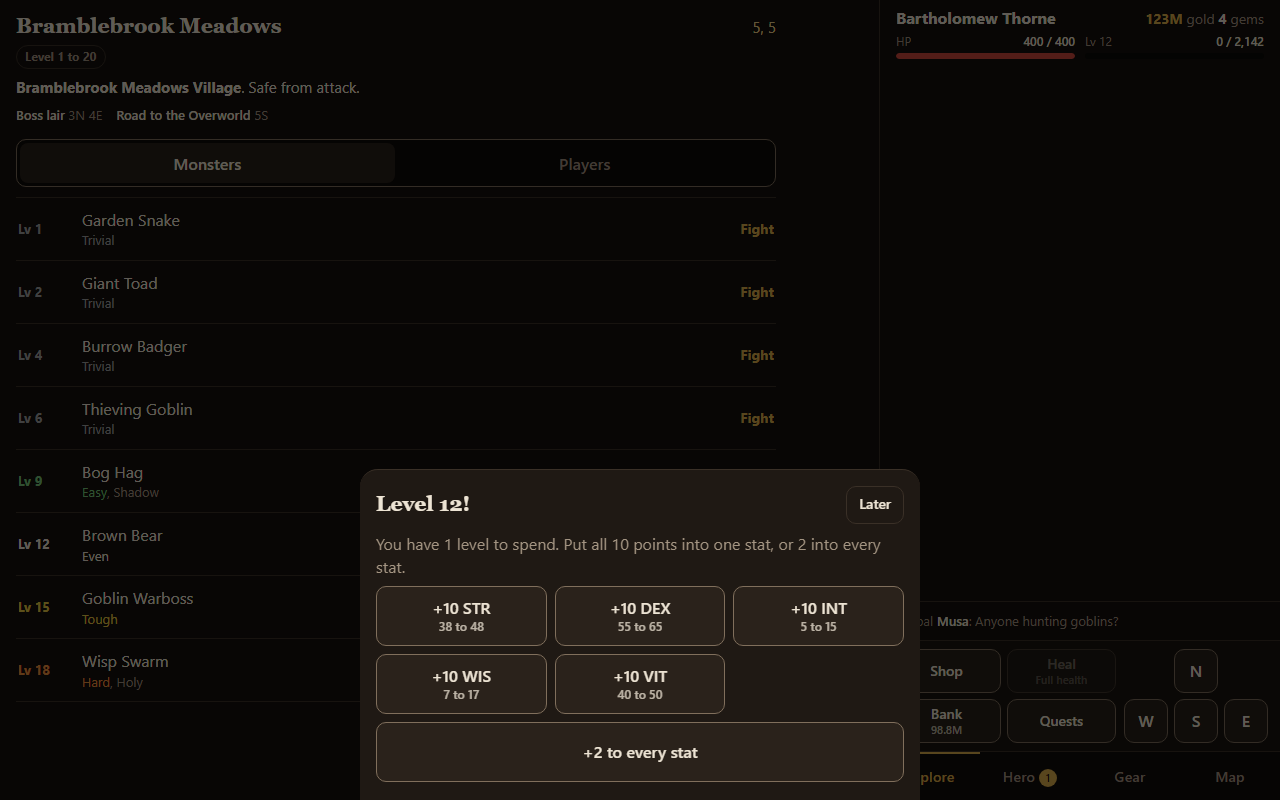 Bramblebrook Meadows
5, 5
Level 1 to 20
Bramblebrook Meadows Village. Safe from attack.
Boss lair 3N 4E Road to the Overworld 5S
Monsters
Players
Lv 1
Garden Snake
Trivial
Fight
Lv 2
Giant Toad
Trivial
Fight
Lv 4
Burrow Badger
Trivial
Fight
Lv 6
Thieving Goblin
Trivial
Fight
Lv 9
Bog Hag
Easy, Shadow
Lv 12
Brown Bear
Even
Lv 15
Goblin Warboss
Tough
Lv 18
Wisp Swarm
Hard, Holy
Bartholomew Thorne
123M gold 4 gems
HP
400 / 400
Lv 12
0 / 2,142
Level 12!
Later
You have 1 level to spend. Put all 10 points into one stat, or 2 into every
stat.
+10 STR
38 to 48
+10 DEX
55 to 65
+10 INT
5 to 15
+10 WIS
7 to 17
+10 VIT
40 to 50
+2 to every stat
Musa: Anyone hunting goblins?
Shop
Heal
Full health
N
Bank
98.8M
Quests
W
S
E
plore
Hero 1
Gear
Map